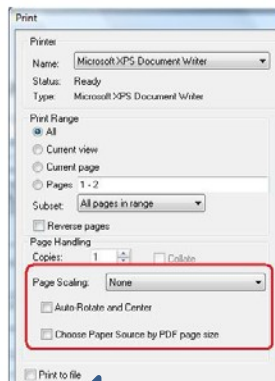 Print
Printer
Name: Microsoft XPS Document Writer
Status: Ready
Type: Microsoft XPS Document Writer
Print Range
All
Current view
Current page
Pages 1 - 2
Subset: All pages in range
Reverse pages
Page Handling
Copies: 1 Collate
Page Scaling: None
Auto-Rotate and Center
Choose Paper Source by PDF page size
Print to file